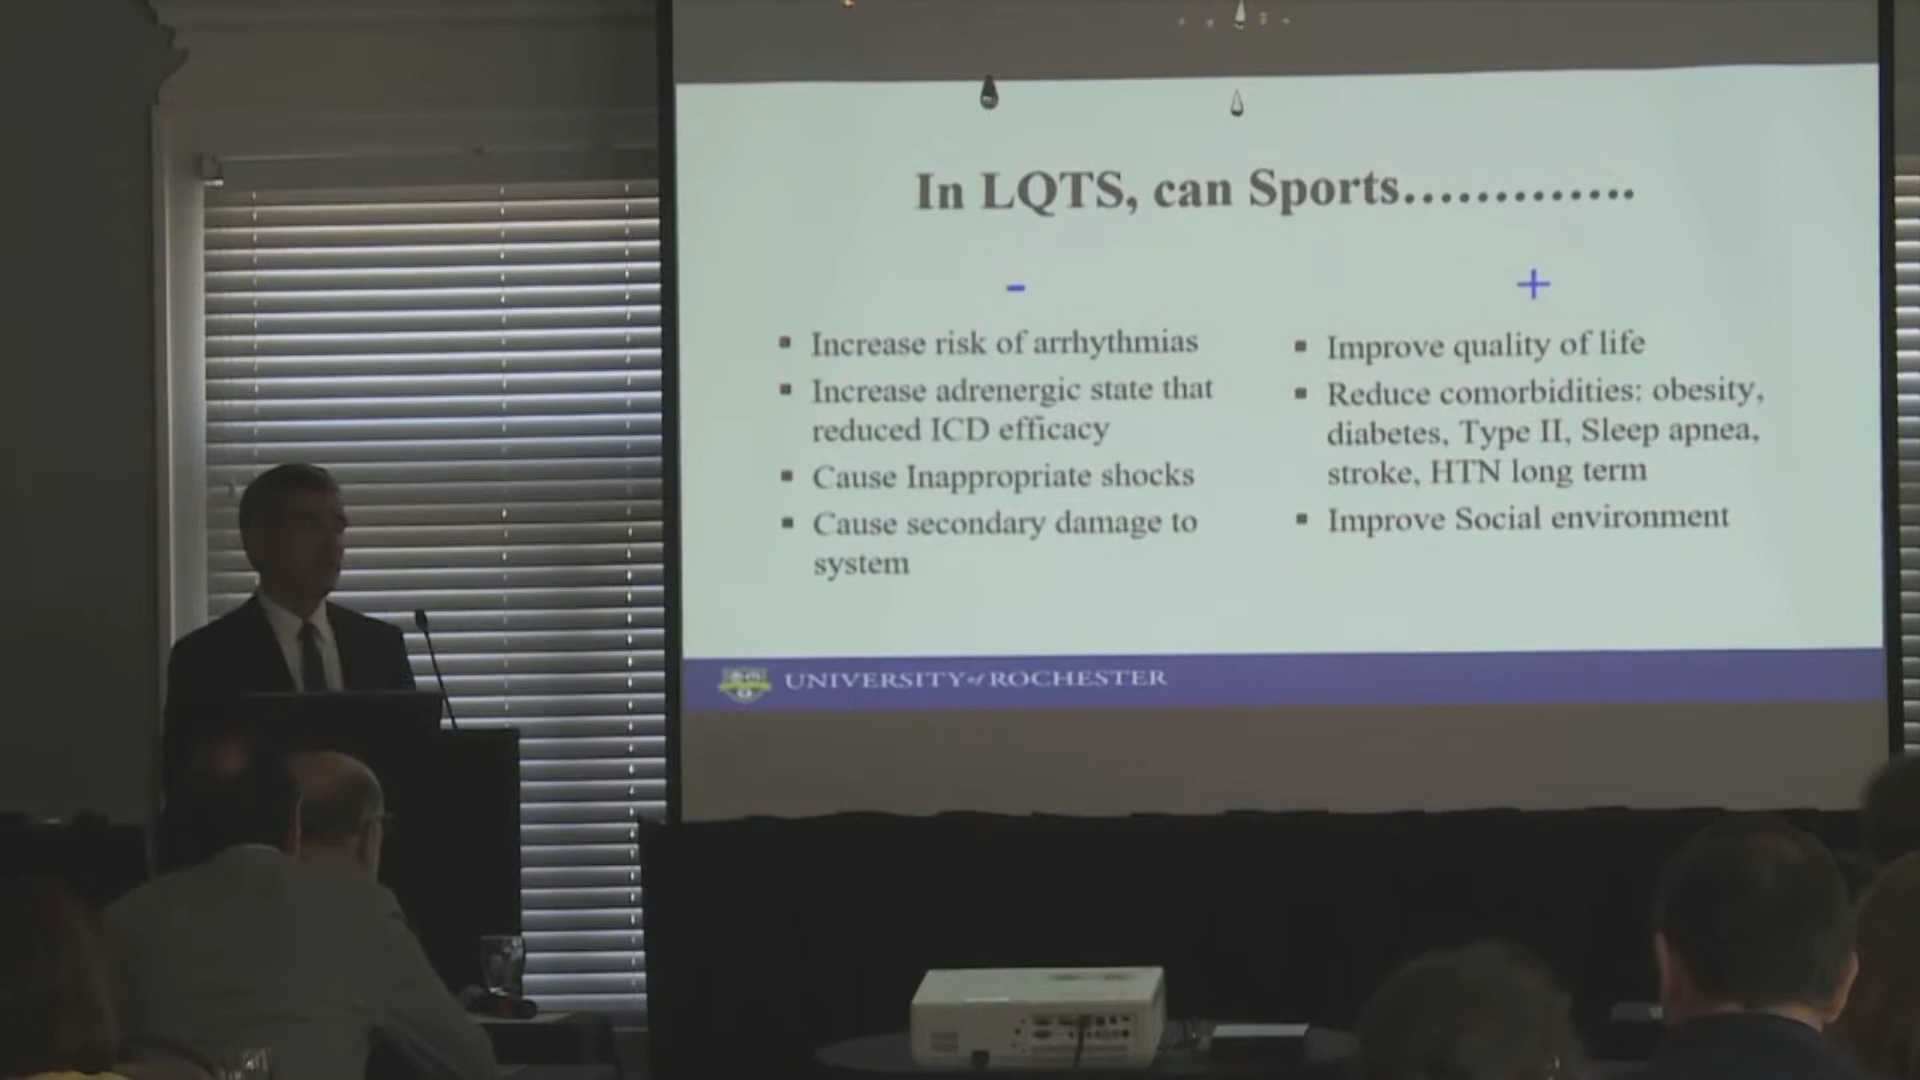 In LQTS, can Sports.............
-
Increase risk of arrhythmias
Increase adrenergic state that
reduced ICD efficacy
Cause Inappropriate shocks
Cause secondary damage to
system
+
Improve quality of life
Reduce comorbidities: obesity,
diabetes, Type II, Sleep apnea,
stroke, HTN long term
Improve Social environment
UNIVERSITY of ROCHESTER